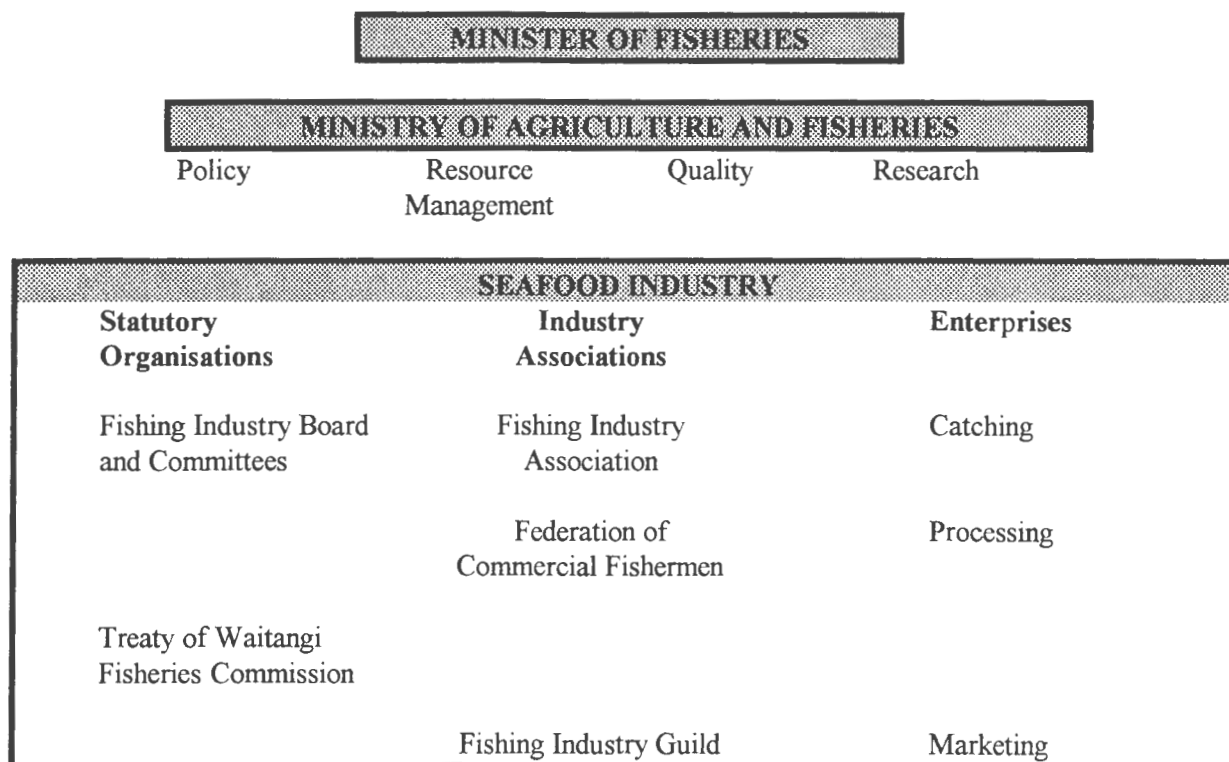 MINISTER OF FISHERIES
MINISTRY OF AGRICULTURE AND FISHERIES
Policy Resource Quality Research
Management
SEAFOOD INDUSTRY
Statutory Industry Enterprises
Organisations Associations
Fishing Industry Board Fishing Industry Catching
and Committees Association
Federation of Processing
Commercial Fishermen
Treaty of Waitangi
Fisheries Commission
Fishing Industry Guild Marketing